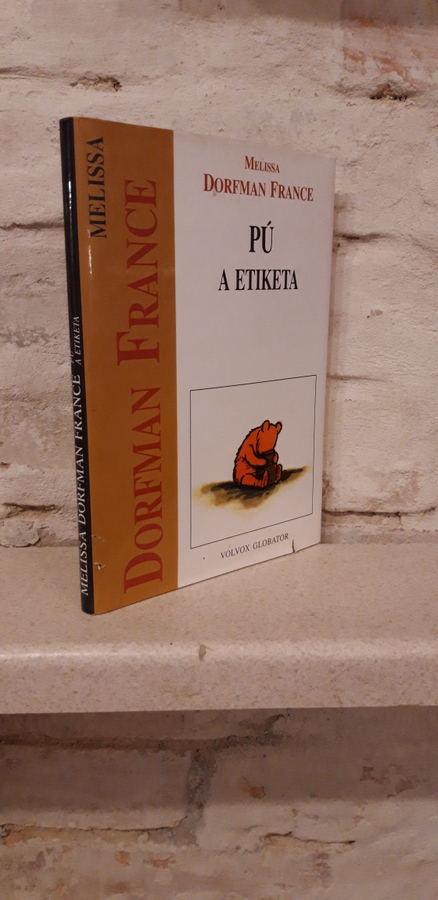 MELISSA
DORFMAN FRANCE
PÚ
A ETIKETA
VOLVOX GLOBATOR
MELISSA
DORFMAN FRANCE
MELISSA DORFMAN FRANCE
A ETIKETA